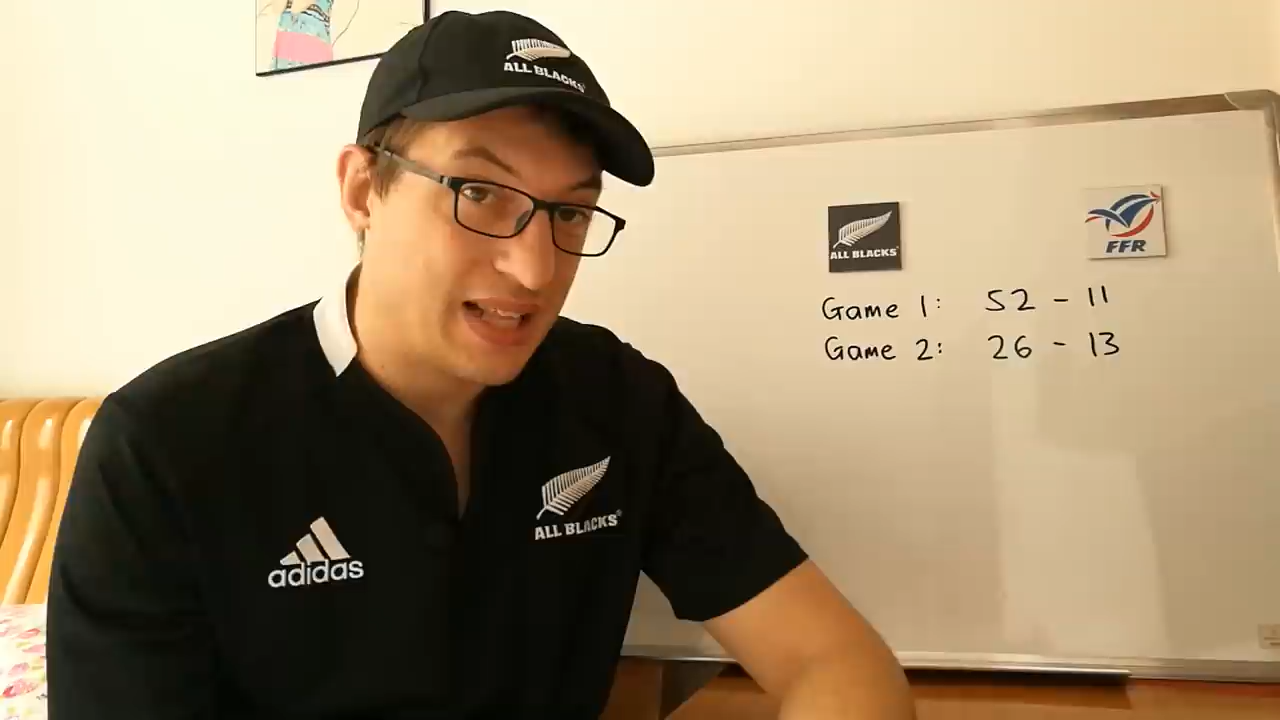 ALL BLACKS
ALL BLACKS
FFR
Game 1: 52 - 11
Game 2: 26 - 13
ALL BLACKS
adidas